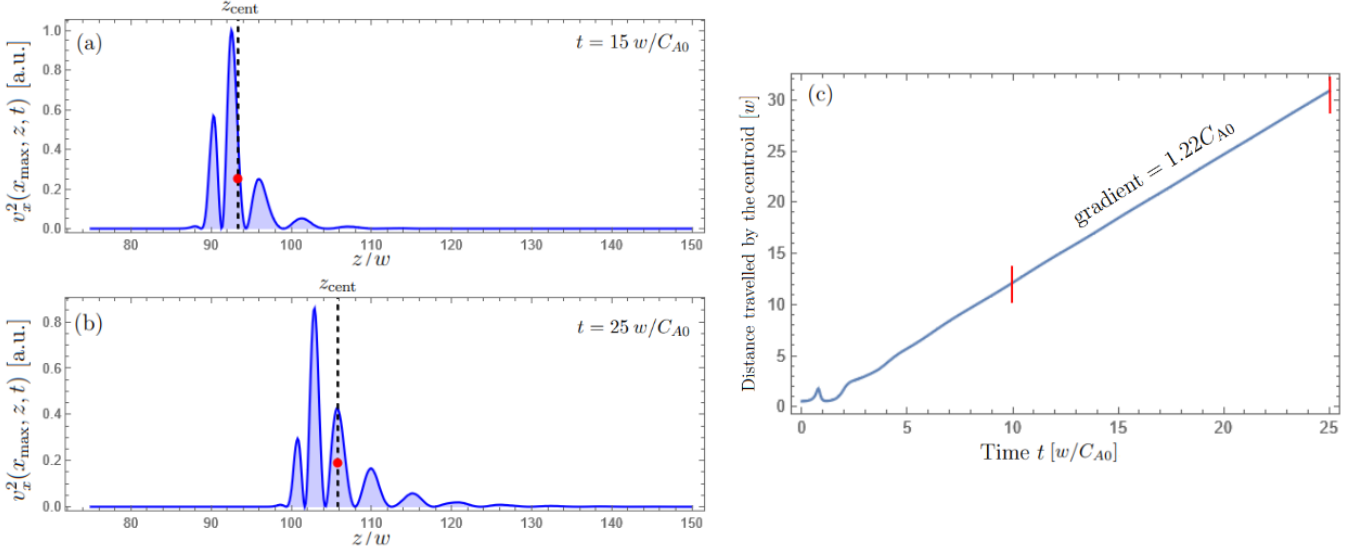 z_cent
(a)
t = 15 w/C_A0
v_x^2(x_max, z, t) [a.u.]
1.0
0.8
0.6
0.4
0.2
0.0
80 90 100 110 120 130 140 150
z/w
z_cent
(b)
t = 25 w/C_A0
v_x^2(x_max, z, t) [a.u.]
0.8
0.6
0.4
0.2
0.0
80 90 100 110 120 130 140 150
z/w
(c)
gradient = 1.22C_A0
Distance travelled by the centroid [w]
30
25
20
15
10
5
0
0 5 10 15 20 25
Time t [w/C_A0]